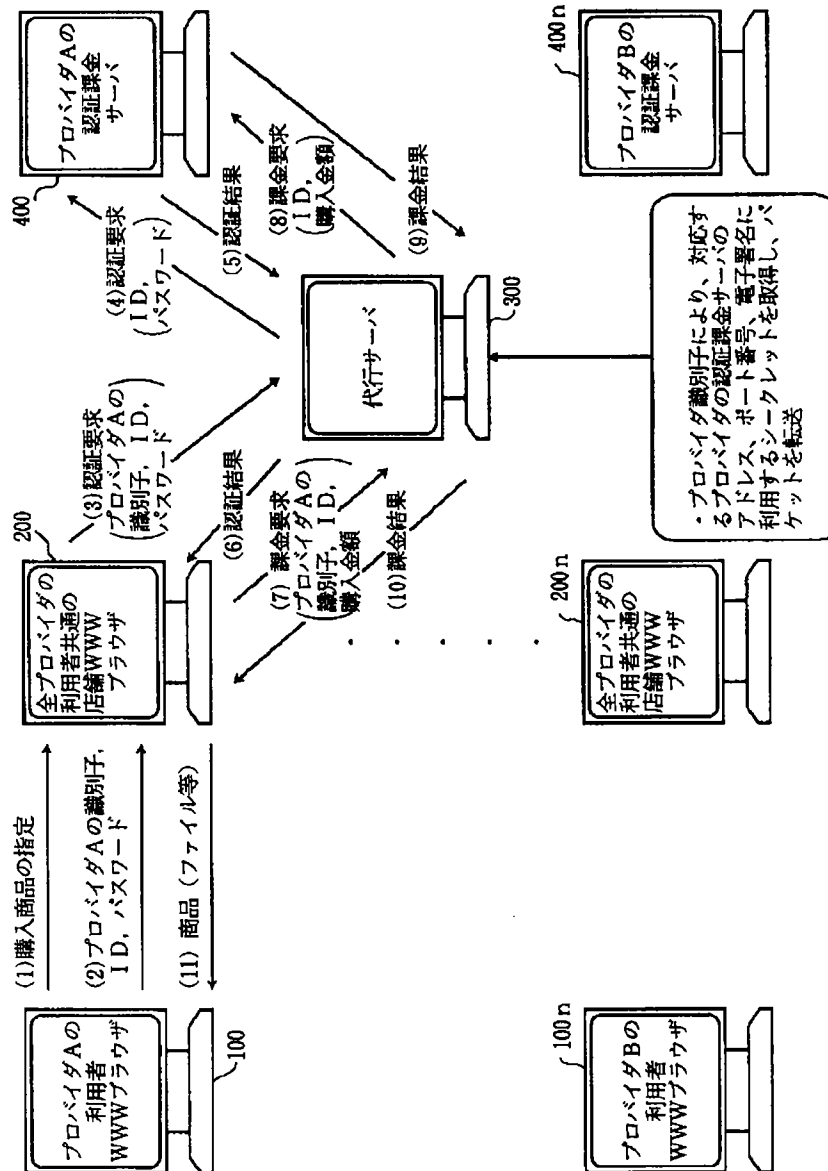 プロバイダAの
利用者
WWWブラウザ
100
(1)購入商品の指定
(2)プロバイダAの識別子,
ID, パスワード
(11) 商品 (ファイル等)
全プロバイダの
利用者共通の
店舗WWW
ブラウザ
200
(3)認証要求
(プロバイダAの
識別子, ID,
パスワード)
(4)認証要求
(ID,
パスワード)
(5)認証結果
(6)認証結果
(7) 課金要求
(プロバイダAの
識別子, ID,
購入金額)
(8)課金要求
(ID,
購入金額)
(9)課金結果
(10)課金結果
代行サーバ
300
プロバイダAの
認証課金
サーバ
400
プロバイダBの
利用者
WWWブラウザ
100n
全プロバイダの
利用者共通の
店舗WWW
ブラウザ
200n
・プロバイダ識別子により、対応す
るプロバイダの認証課金サーバの
アドレス、ポート番号、電子署名に
利用するシークレットを取得し、パ
ケットを転送
プロバイダBの
認証課金
サーバ
400n